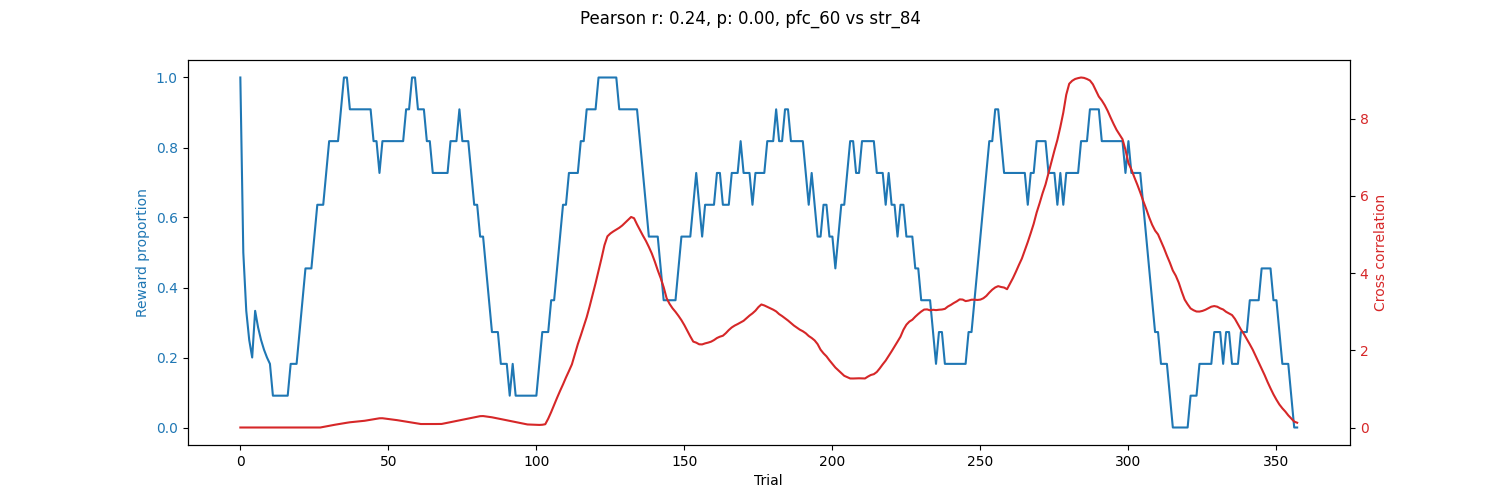 Pearson r: 0.24, p: 0.00, pfc_60 vs str_84
1.0
0.8
0.6
0.4
0.2
0.0
Reward proportion
8
6
4
2
0
Cross correlation
0 50 100 150 200 250 300 350
Trial